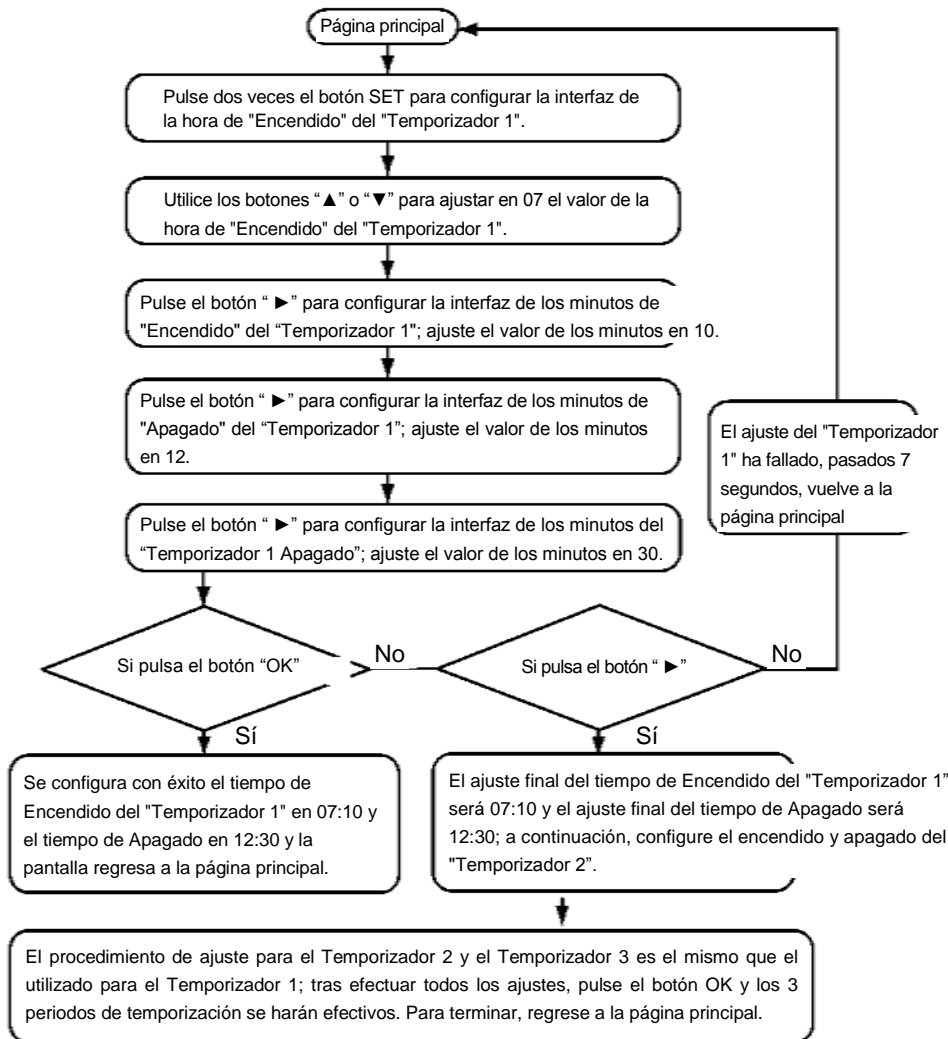 Página principal
Pulse dos veces el botón SET para configurar la interfaz de
la hora de "Encendido" del "Temporizador 1".
Utilice los botones “▲” o “▼” para ajustar en 07 el valor de la
hora de "Encendido" del "Temporizador 1".
Pulse el botón “ ►” para configurar la interfaz de los minutos de
"Encendido" del “Temporizador 1"; ajuste el valor de los minutos en 10.
Pulse el botón “ ►” para configurar la interfaz de los minutos de
"Apagado" del “Temporizador 1”; ajuste el valor de los minutos
en 12.
Pulse el botón “ ►” para configurar la interfaz de los minutos del
“Temporizador 1 Apagado”; ajuste el valor de los minutos en 30.
El ajuste del "Temporizador
1" ha fallado, pasados 7
segundos, vuelve a la
página principal
Si pulsa el botón “OK”
No
Si pulsa el botón “ ►”
No
Sí
Sí
Se configura con éxito el tiempo de
Encendido del "Temporizador 1" en 07:10 y
el tiempo de Apagado en 12:30 y la
pantalla regresa a la página principal.
El ajuste final del tiempo de Encendido del "Temporizador 1”
será 07:10 y el ajuste final del tiempo de Apagado será
12:30; a continuación, configure el encendido y apagado del
"Temporizador 2”.
El procedimiento de ajuste para el Temporizador 2 y el Temporizador 3 es el mismo que el
utilizado para el Temporizador 1; tras efectuar todos los ajustes, pulse el botón OK y los 3
periodos de temporización se harán efectivos. Para terminar, regrese a la página principal.